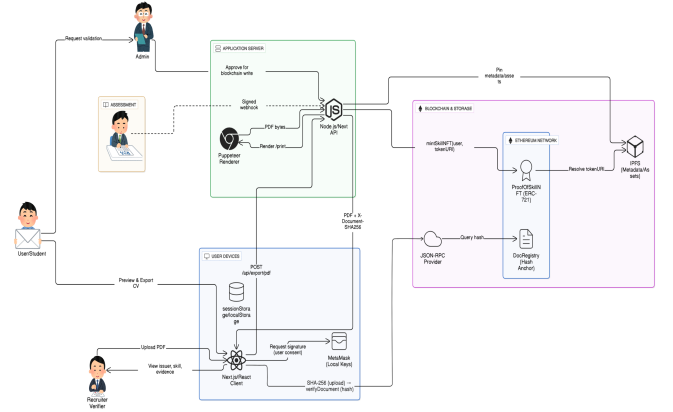 Request validation
Admin
APPLICATION SERVER
Approve for
blockchain write
Pin
metadata/asse
ts
ASSESSMENT
Signed
webhook
BLOCKCHAIN & STORAGE
PDF bytes
Node.js/Next
API
mintSkillNFT(user,
tokenURI)
ETHEREUM NETWORK
Render /print
Puppeteer
Renderer
IPFS
(Metadata/As
sets)
Resolve tokenURI
ProofOfSkillN
FT (ERC-
721)
PDF + X-
Document-
SHA256
Query hash
User/Student
USER DEVICES
JSON-RPC
Provider
DocRegistry
(Hash
Anchor)
POST
/api/export/pdf
Preview & Export
CV
sessionStora
ge/localStora
ge
Upload PDF
Request signature
(user consent)
View issuer, skill,
evidence
MetaMask
(Local Keys)
Next.js/React
Client
SHA-256 (upload) →
verifyDocument (hash)
Recruiter
Verifier